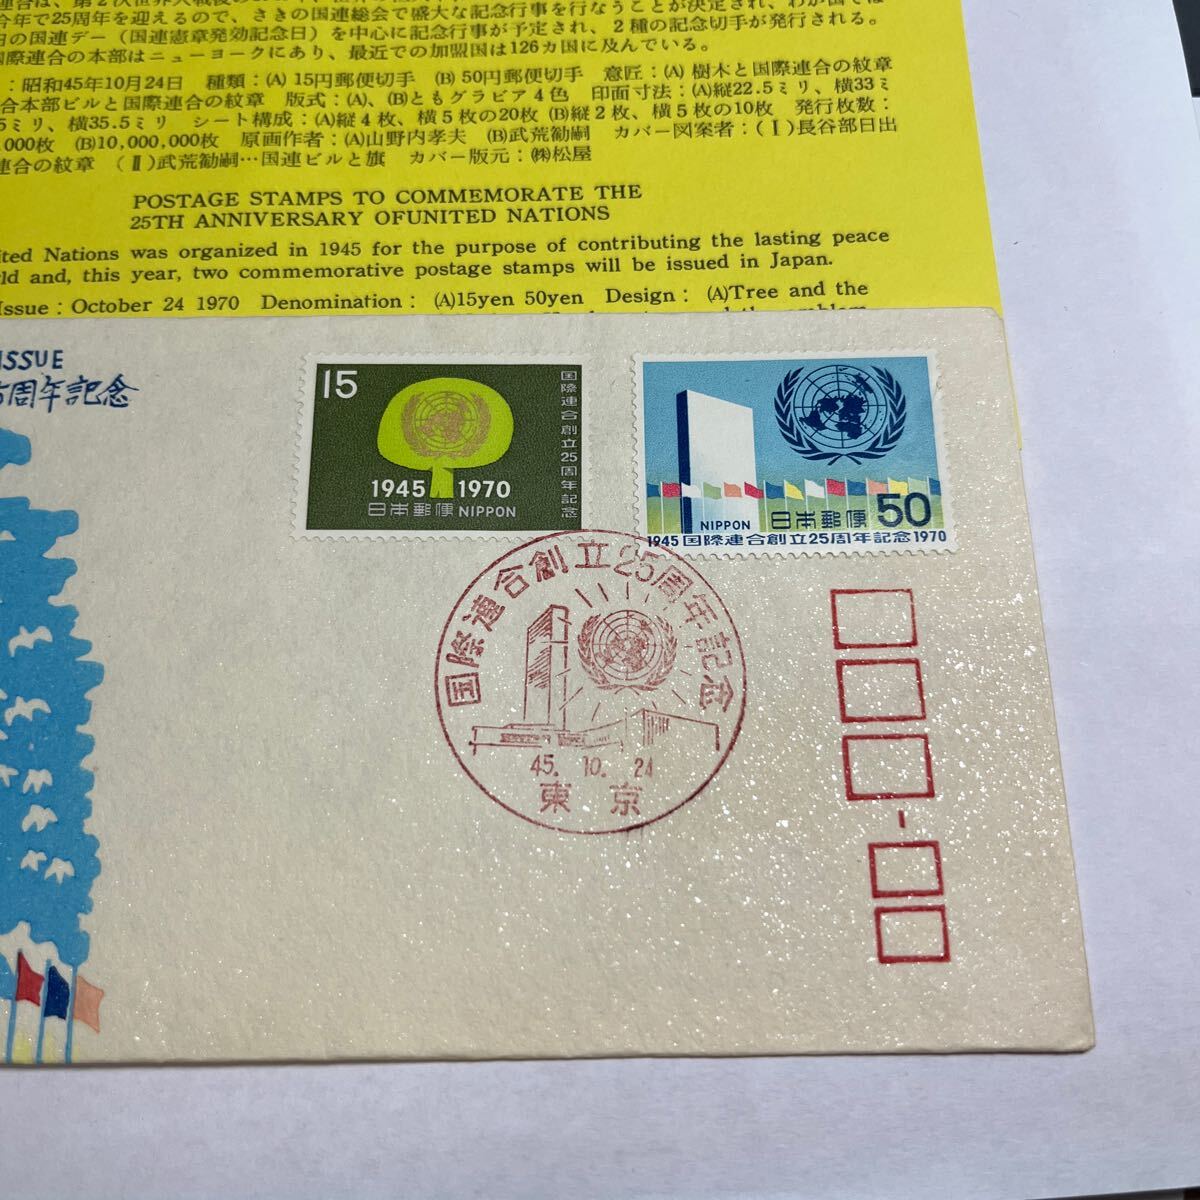 今年で25周年を迎えるので、さきの国連総会で盛大な記念行事を行なうことが決定され、わが国では
日の国連デー（国連憲章発効記念日）を中心に記念行事が予定され、2種の記念切手が発行される。
国際連合の本部はニューヨークにあり、最近での加盟国は126ヵ国に及んでいる。
：昭和45年10月24日 種類：(A) 15円郵便切手 (B) 50円郵便切手 意匠：(A) 樹木と国際連合の紋章
合本部ビルと国際連合の紋章 版式：(A)、(B)ともグラビア4色 印面寸法：(A)縦22.5ミリ、横33ミ
5ミリ、横35.5ミリ シート構成：(A)縦4枚、横5枚の20枚 (B)縦2枚、横5枚の10枚 発行枚数：
000枚 (B)10,000,000枚 原画作者：(A)山野内孝夫 (B)武荒勧嗣 カバー図案者：(Ⅰ)長谷部日出
連合の紋章 (Ⅱ)武荒勧嗣…国連ビルと旗 カバー版元：㈱松屋
POSTAGE STAMPS TO COMMEMORATE THE
25TH ANNIVERSARY OFUNITED NATIONS
ited Nations was organized in 1945 for the purpose of contributing the lasting peace
rld and, this year, two commemorative postage stamps will be issued in Japan.
Issue: October 24 1970 Denomination: (A)15yen 50yen Design: (A)Tree and the
ISSUE
5周年記念
15
国際連合創立25周年記念
1945 1970
日本郵便 NIPPON
NIPPON 日本郵便 50
1945 国際連合創立25周年記念 1970
国際連合創立25周年記念
45. 10. 24
東京